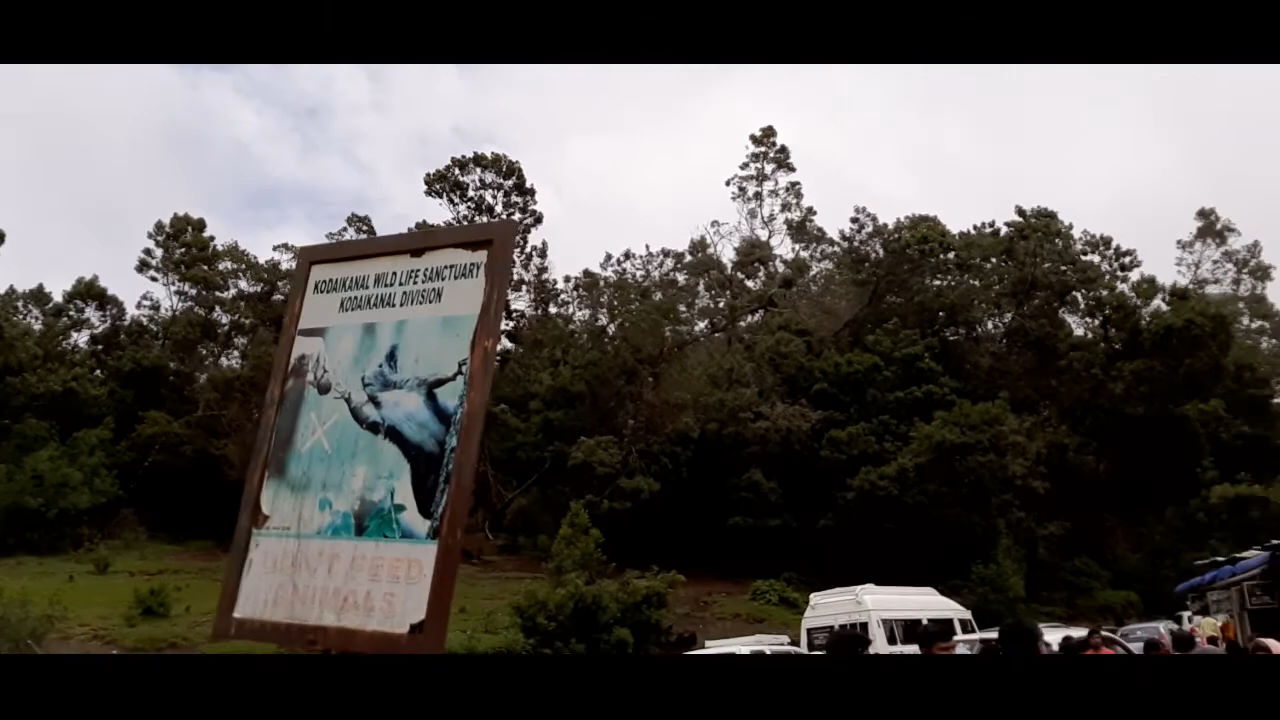 KODAIKANAL WILD LIFE SANCTUARY
KODAIKANAL DIVISION
DON'T FEED
ANIMALS